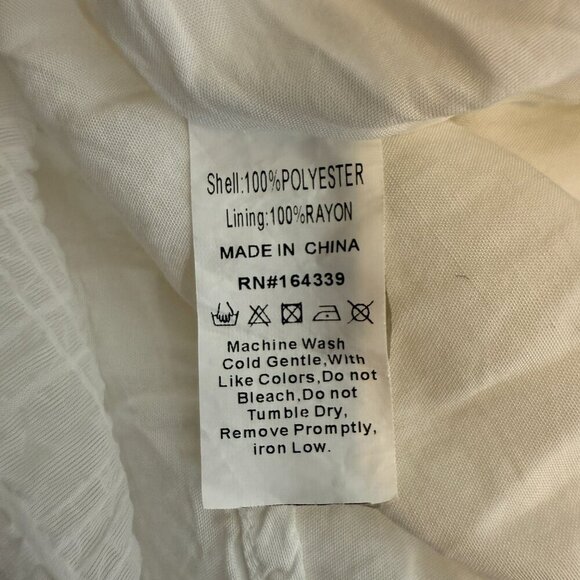 Shell:100%POLYESTER
Lining:100%RAYON
MADE IN CHINA
RN#164339
Machine Wash
Cold Gentle,With
Like Colors,Do not
Bleach,Do not
Tumble Dry,
Remove Promptly,
iron Low.